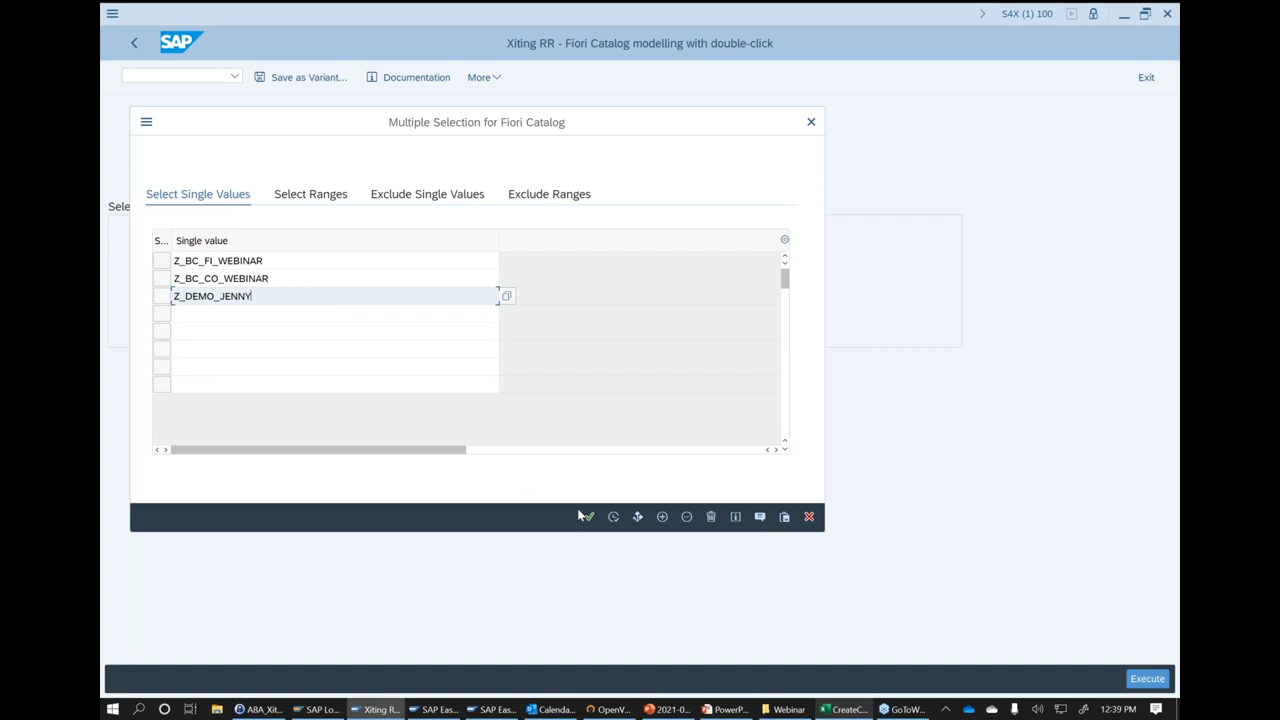 S4X (1) 100
SAP
Xiting RR - Fiori Catalog modelling with double-click
Save as Variant...
Documentation
More
Exit
Multiple Selection for Fiori Catalog
Select Single Values
Select Ranges
Exclude Single Values
Exclude Ranges
Sele
S...
Single value
Z_BC_FI_WEBINAR
Z_BC_CO_WEBINAR
Z_DEMO_JENNY
Execute
ABA_Xit...
SAP Lo...
Xiting R...
SAP Eas...
SAP Eas...
Calenda...
OpenV...
2021-0...
PowerP...
Webinar
CreateC...
GoToW...
12:39 PM